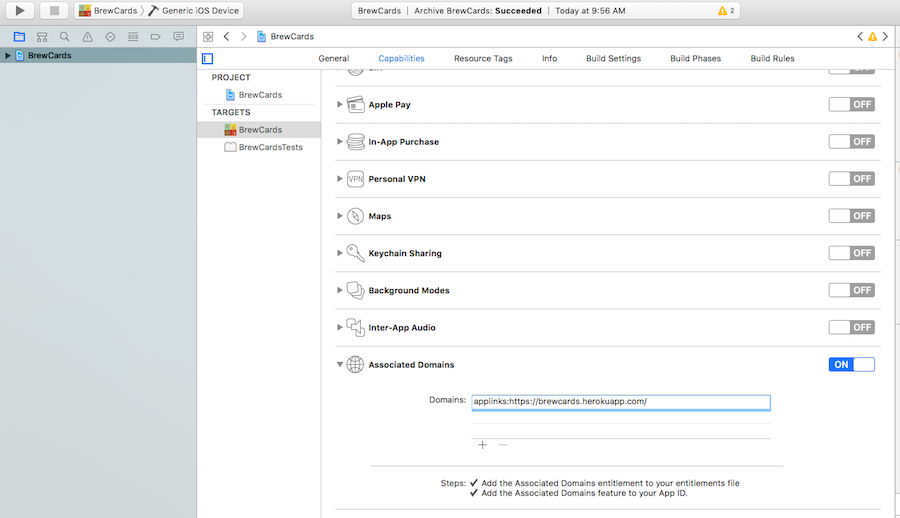 BrewCards Generic iOS Device BrewCards | Archive BrewCards: Succeeded | Today at 9:56 AM 2
BrewCards
BrewCards
General Capabilities Resource Tags Info Build Settings Build Phases Build Rules
PROJECT
BrewCards
TARGETS
BrewCards
BrewCardsTests
OFF
Apple Pay OFF
In-App Purchase OFF
VPN Personal VPN OFF
Maps OFF
Keychain Sharing OFF
Background Modes OFF
Inter-App Audio OFF
Associated Domains ON
Domains: applinks:https://brewcards.herokuapp.com/
Steps: ✓ Add the Associated Domains entitlement to your entitlements file
✓ Add the Associated Domains feature to your App ID.